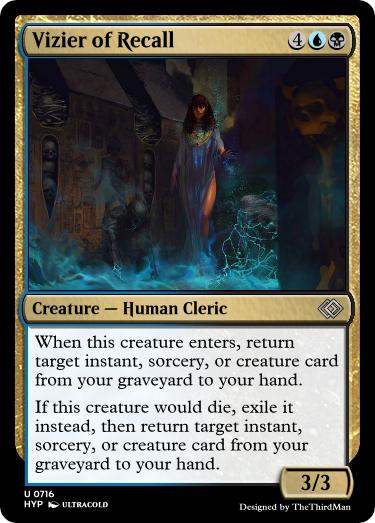 Vizier of Recall 4
Creature — Human Cleric
When this creature enters, return
target instant, sorcery, or creature card
from your graveyard to your hand.
If this creature would die, exile it
instead, then return target instant,
sorcery, or creature card from your
graveyard to your hand.
3/3
U 0716
HYP ULTRACOLD
Designed by TheThirdMan